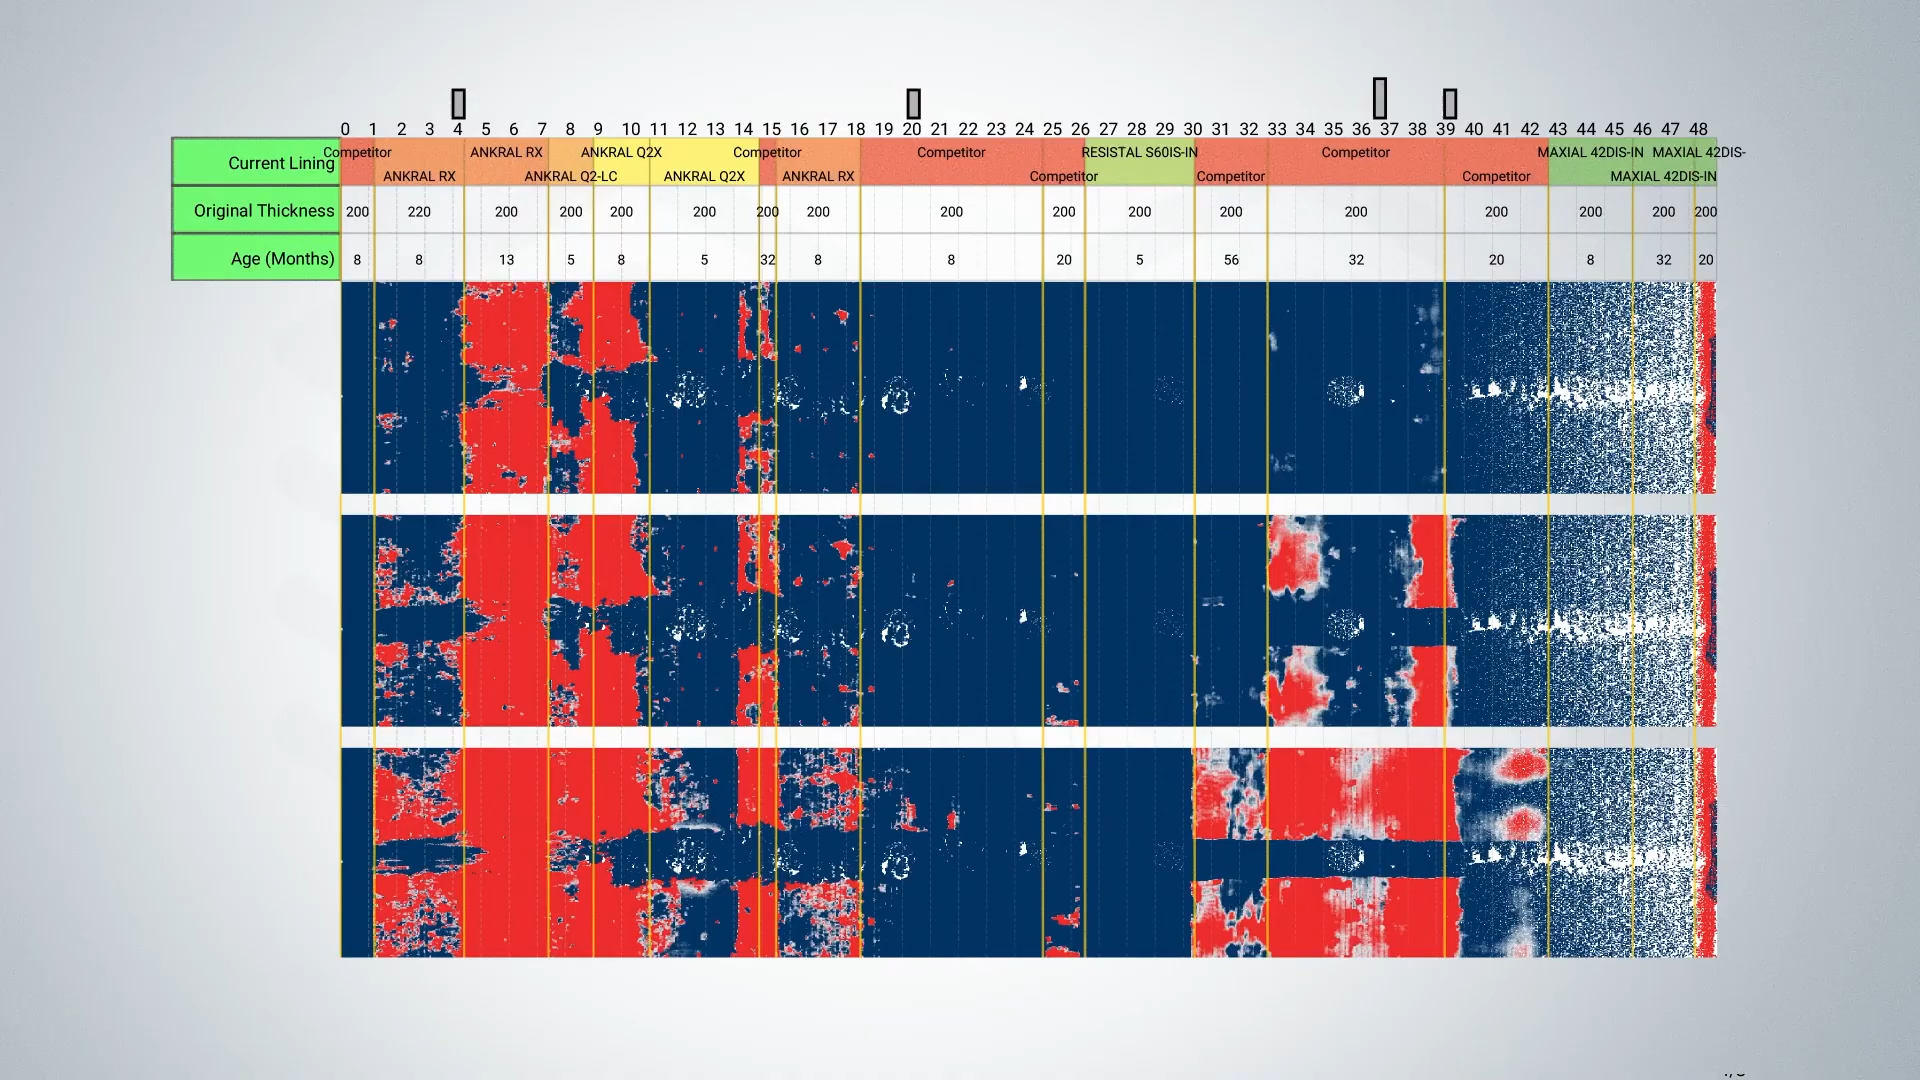 0 1 2 3 4 5 6 7 8 9 10 11 12 13 14 15 16 17 18 19 20 21 22 23 24 25 26 27 28 29 30 31 32 33 34 35 36 37 38 39 40 41 42 43 44 45 46 47 48
Current Lining
Competitor ANKRAL RX ANKRAL Q2X Competitor Competitor RESISTAL S60IS-IN Competitor MAXIAL 42DIS-IN MAXIAL 42DIS-
ANKRAL RX ANKRAL Q2-LC ANKRAL Q2X ANKRAL RX Competitor Competitor Competitor MAXIAL 42DIS-IN
Original Thickness 200 220 200 200 200 200 200 200 200 200 200 200 200 200 200 200 200
Age (Months) 8 8 13 5 8 5 32 8 8 20 5 56 32 20 8 32 20